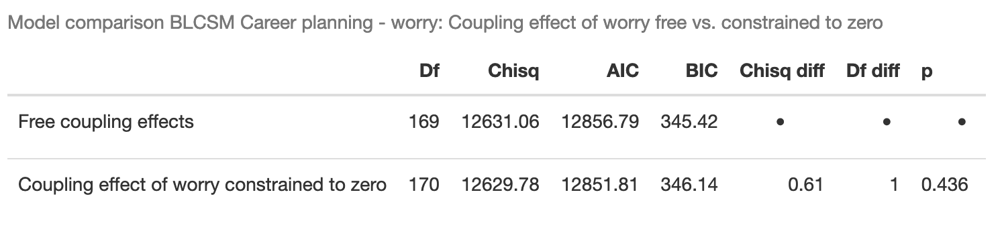 Model comparison BLCSM Career planning - worry: Coupling effect of worry free vs. constrained to zero
Df Chisq AIC BIC Chisq diff Df diff p
Free coupling effects 169 12631.06 12856.79 345.42 • • •
Coupling effect of worry constrained to zero 170 12629.78 12851.81 346.14 0.61 1 0.436